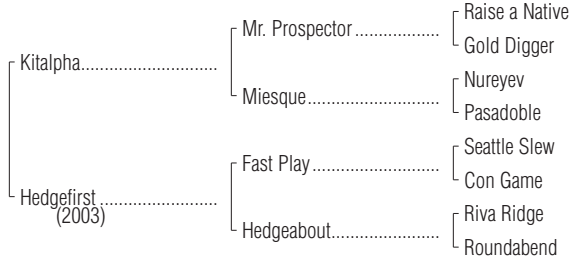 Raise a Native
Mr. Prospector ...................
Gold Digger
Kitalpha.............................
Nureyev
Miesque.............................
Pasadoble
Seattle Slew
Fast Play ...........................
Con Game
Hedgefirst .........................
(2003)
Riva Ridge
Hedgeabout.......................
Roundabend